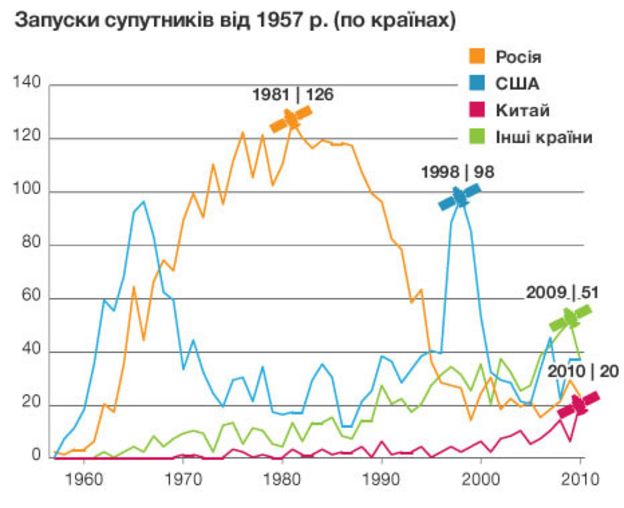 Запуски супутників від 1957 р. (по країнах)
Росія
США
Китай
Інші країни
1981 | 126
1998 | 98
2009 | 51
2010 | 20
140
120
100
80
60
40
20
0
1960 1970 1980 1990 2000 2010